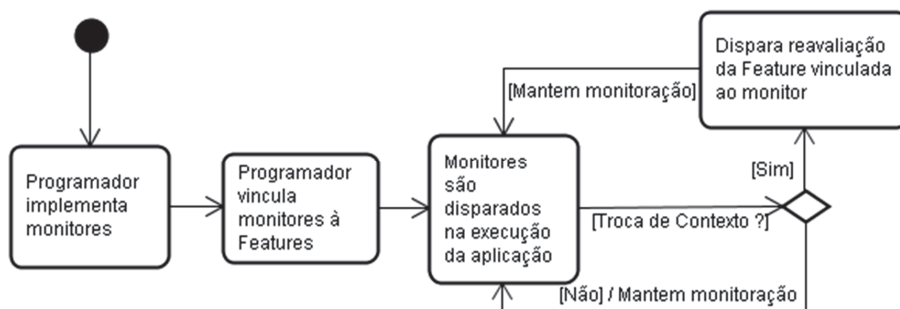 Programador
implementa
monitores
Programador
vincula
monitores à
Features
Monitores
são
disparados
na execução
da aplicação
[Troca de Contexto ?]
[Sim]
Dispara reavaliação
da Feature vinculada
ao monitor
[Mantem monitoração]
[Não] / Mantem monitoração